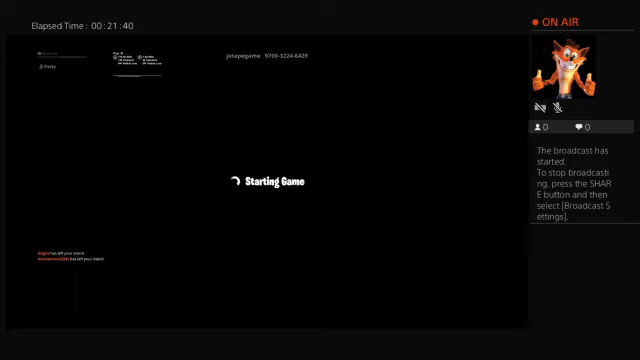 Elapsed Time : 00:21:40
ON AIR
jotapegame 9700-3224-6429
Party
0 0
The broadcast has
started.
To stop broadcasti
ng, press the SHAR
E button and then
select [Broadcast S
ettings].
Starting Game
has left your island.
has left your island